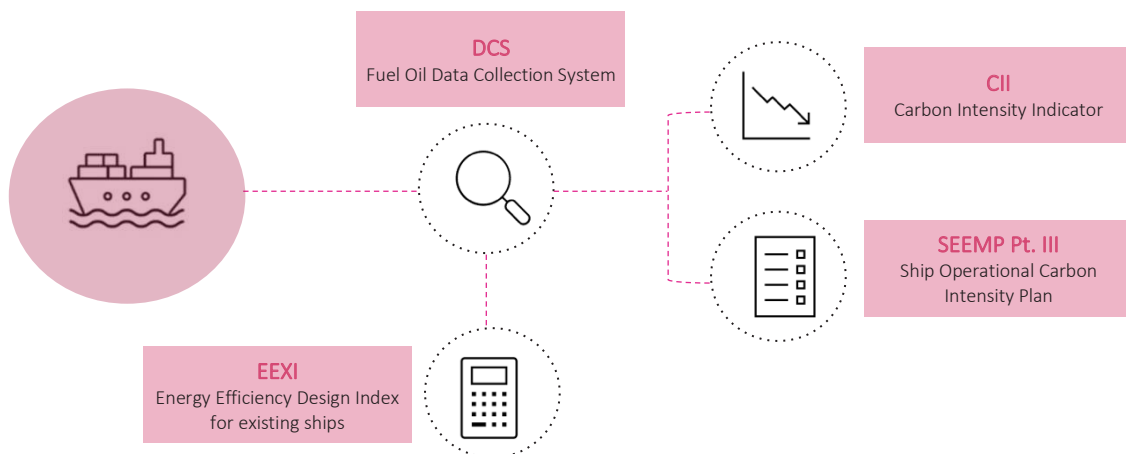 DCS
Fuel Oil Data Collection System
CII
Carbon Intensity Indicator
SEEMP Pt. III
Ship Operational Carbon
Intensity Plan
EEXI
Energy Efficiency Design Index
for existing ships